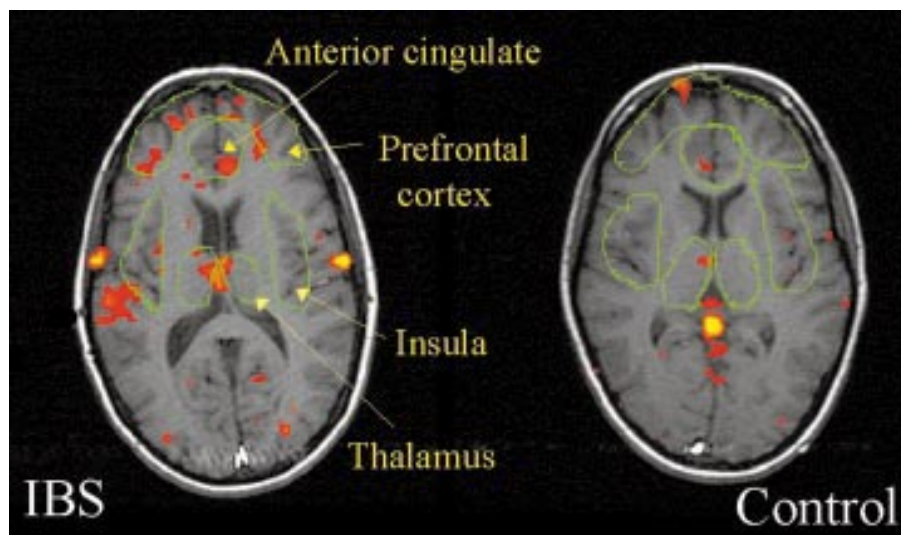 Anterior cingulate
Prefrontal
cortex
Insula
Thalamus
IBS
Control